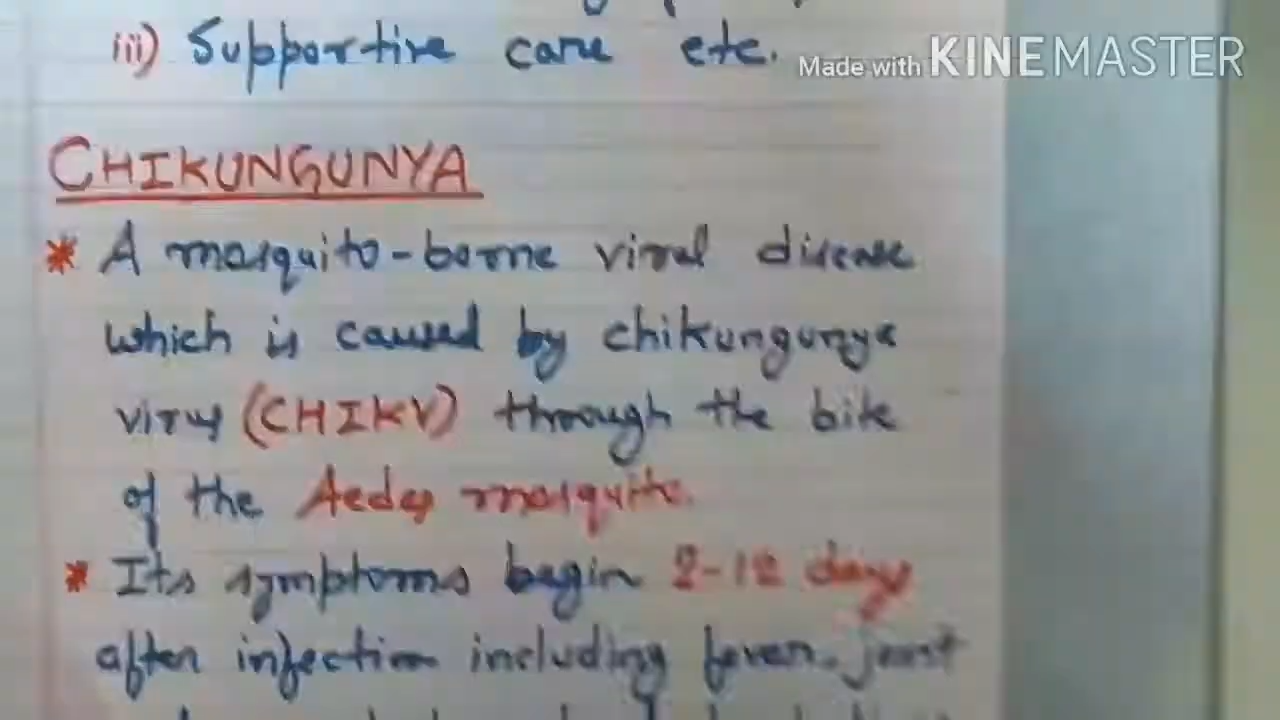 iii) Supportive care etc.
Made with KINEMASTER
CHIKUNGUNYA
* A mosquito-borne viral disease
which is caused by chikungunya
virus (CHIKV) through the bite
of the Aedes mosquito.
* Its symptoms begin 2-12 days
after infection including fever, joint